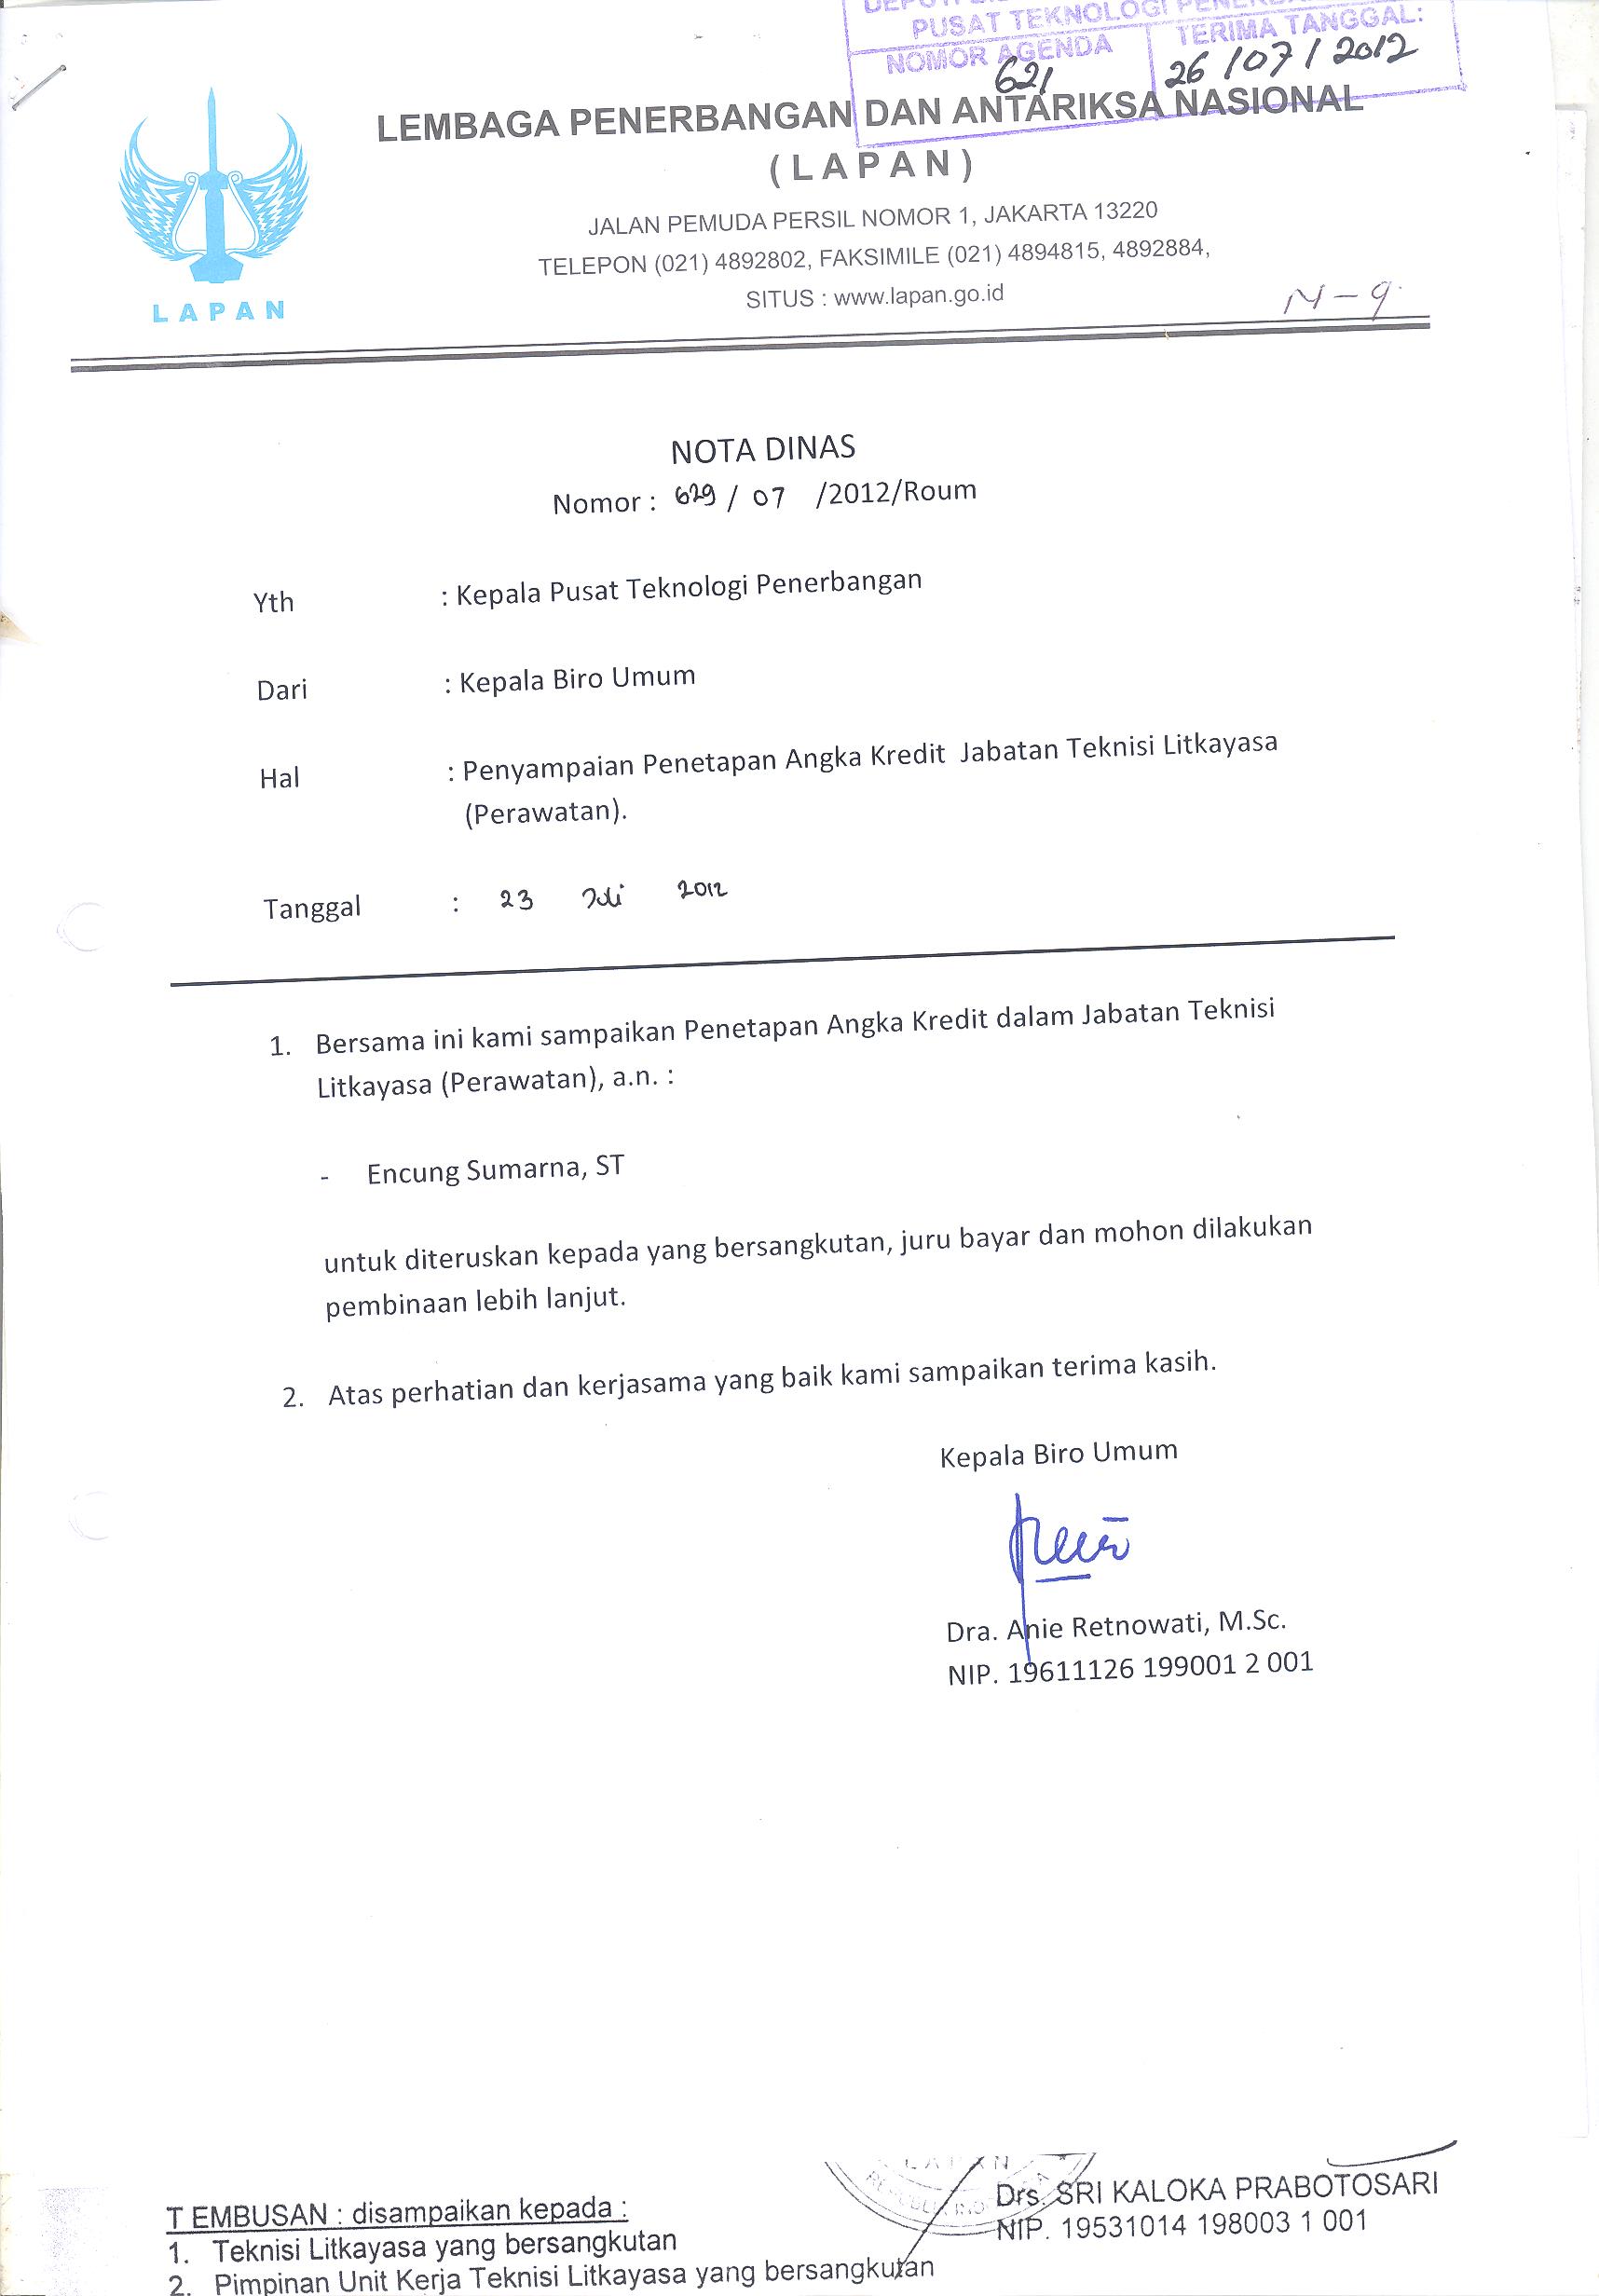 PUSAT TEKNOLOGI
NOMOR AGENDA
621
TERIMA TANGGAL:
26/07/2012
LEMBAGA PENERBANGAN DAN ANTARIKSA NASIONAL
(LAPAN)
JALAN PEMUDA PERSIL NOMOR 1, JAKARTA 13220
TELEPON (021) 4892802, FAKSIMILE (021) 4894815, 4892884,
SITUS : www.lapan.go.id
LAPAN
N-9
NOTA DINAS
Nomor : 629 / 07 /2012/Roum
Yth : Kepala Pusat Teknologi Penerbangan
Dari : Kepala Biro Umum
Hal : Penyampaian Penetapan Angka Kredit Jabatan Teknisi Litkayasa
(Perawatan).
Tanggal : 23 Juli 2012
1. Bersama ini kami sampaikan Penetapan Angka Kredit dalam Jabatan Teknisi
Litkayasa (Perawatan), a.n. :
- Encung Sumarna, ST
untuk diteruskan kepada yang bersangkutan, juru bayar dan mohon dilakukan
pembinaan lebih lanjut.
2. Atas perhatian dan kerjasama yang baik kami sampaikan terima kasih.
Kepala Biro Umum
Dra. Anie Retnowati, M.Sc.
NIP. 19611126 199001 2 001
LAPAN
Drs. SRI KALOKA PRABOTOSARI
NIP. 19531014 198003 1 001
T EMBUSAN : disampaikan kepada :
1. Teknisi Litkayasa yang bersangkutan
2. Pimpinan Unit Kerja Teknisi Litkayasa yang bersangkutan